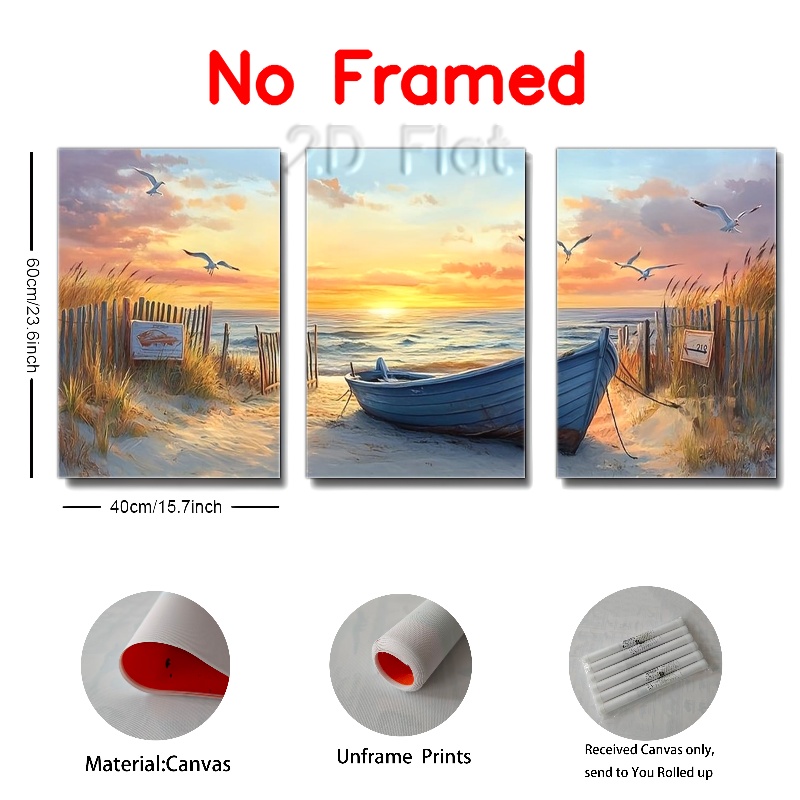 No Framed
2D Flat
60cm/23.6inch
40cm/15.7inch
Material:Canvas
Unframe Prints
Received Canvas only,
send to You Rolled up